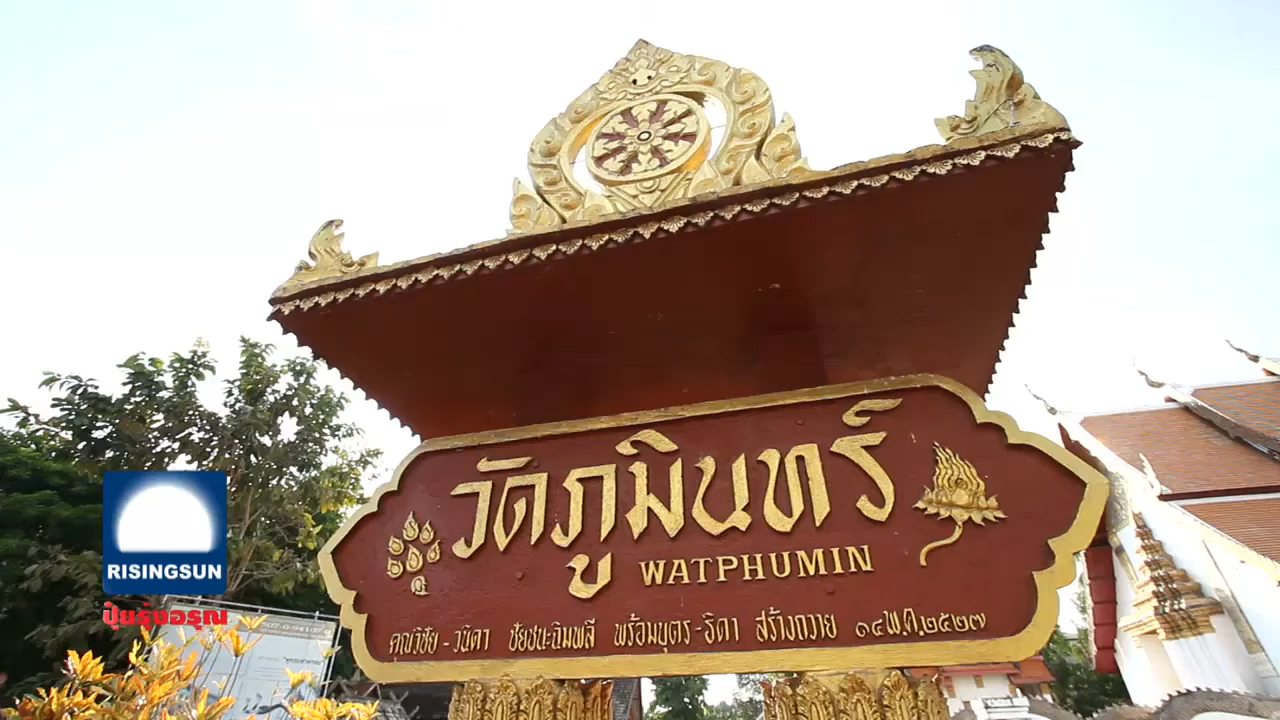 วัดภูมินทร์
WATPHUMIN
คุณวิชัย - วนิดา ชัยชนะฉิมพลี พร้อมบุตร-ธิดา สร้างถวาย ๑๔ พ.ค.๒๕๒๗
RISINGSUN
ปุ๋ยรุ่งอรุณ